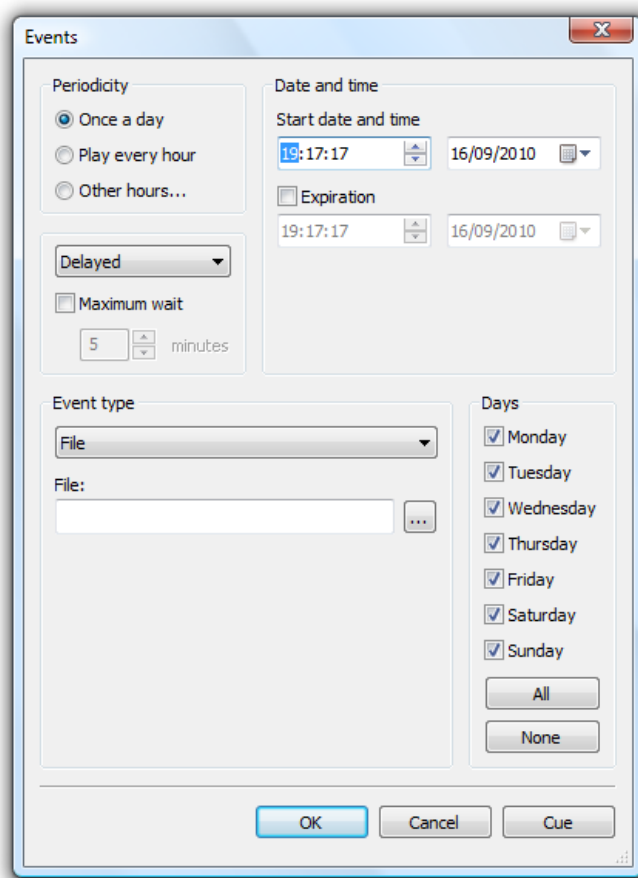 Events
Periodicity
Once a day
Play every hour
Other hours...
Date and time
Start date and time
19:17:17
16/09/2010
Expiration
19:17:17
16/09/2010
Delayed
Maximum wait
5 minutes
Event type
File
File:
...
Days
Monday
Tuesday
Wednesday
Thursday
Friday
Saturday
Sunday
All
None
OK
Cancel
Cue